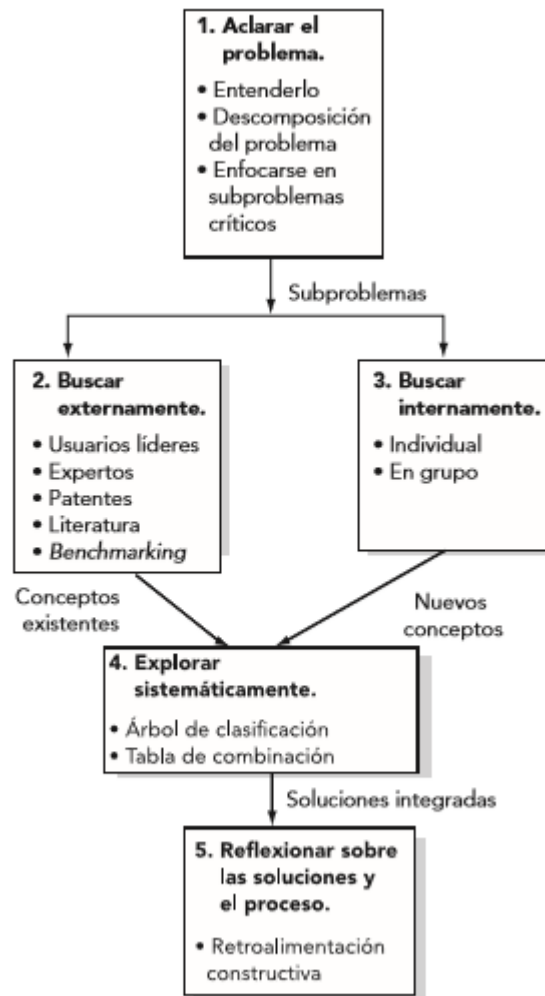 1. Aclarar el
problema.
• Entenderlo
• Descomposición
del problema
• Enfocarse en
subproblemas
críticos
Subproblemas
2. Buscar
externamente.
• Usuarios líderes
• Expertos
• Patentes
• Literatura
• Benchmarking
3. Buscar
internamente.
• Individual
• En grupo
Conceptos
existentes
Nuevos
conceptos
4. Explorar
sistemáticamente.
• Árbol de clasificación
• Tabla de combinación
Soluciones integradas
5. Reflexionar sobre
las soluciones y
el proceso.
• Retroalimentación
constructiva